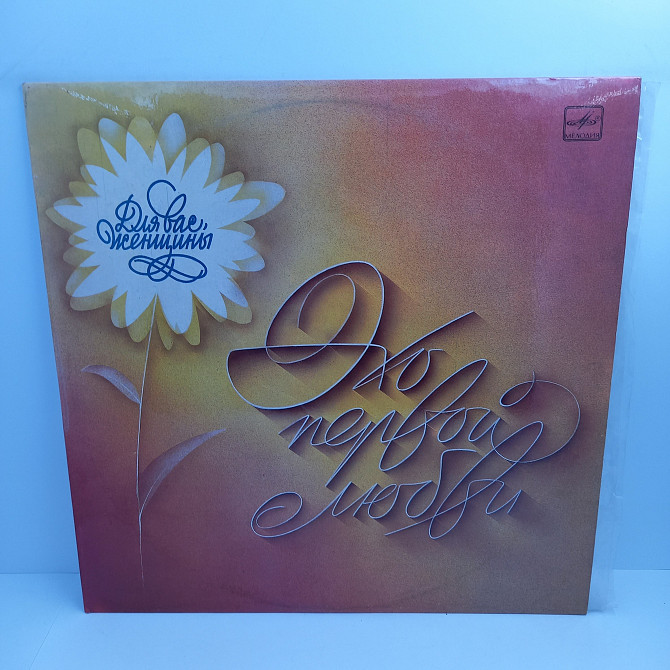 МЕЛОДИЯ
Для вас,
женщины
Эхо
первой
любви